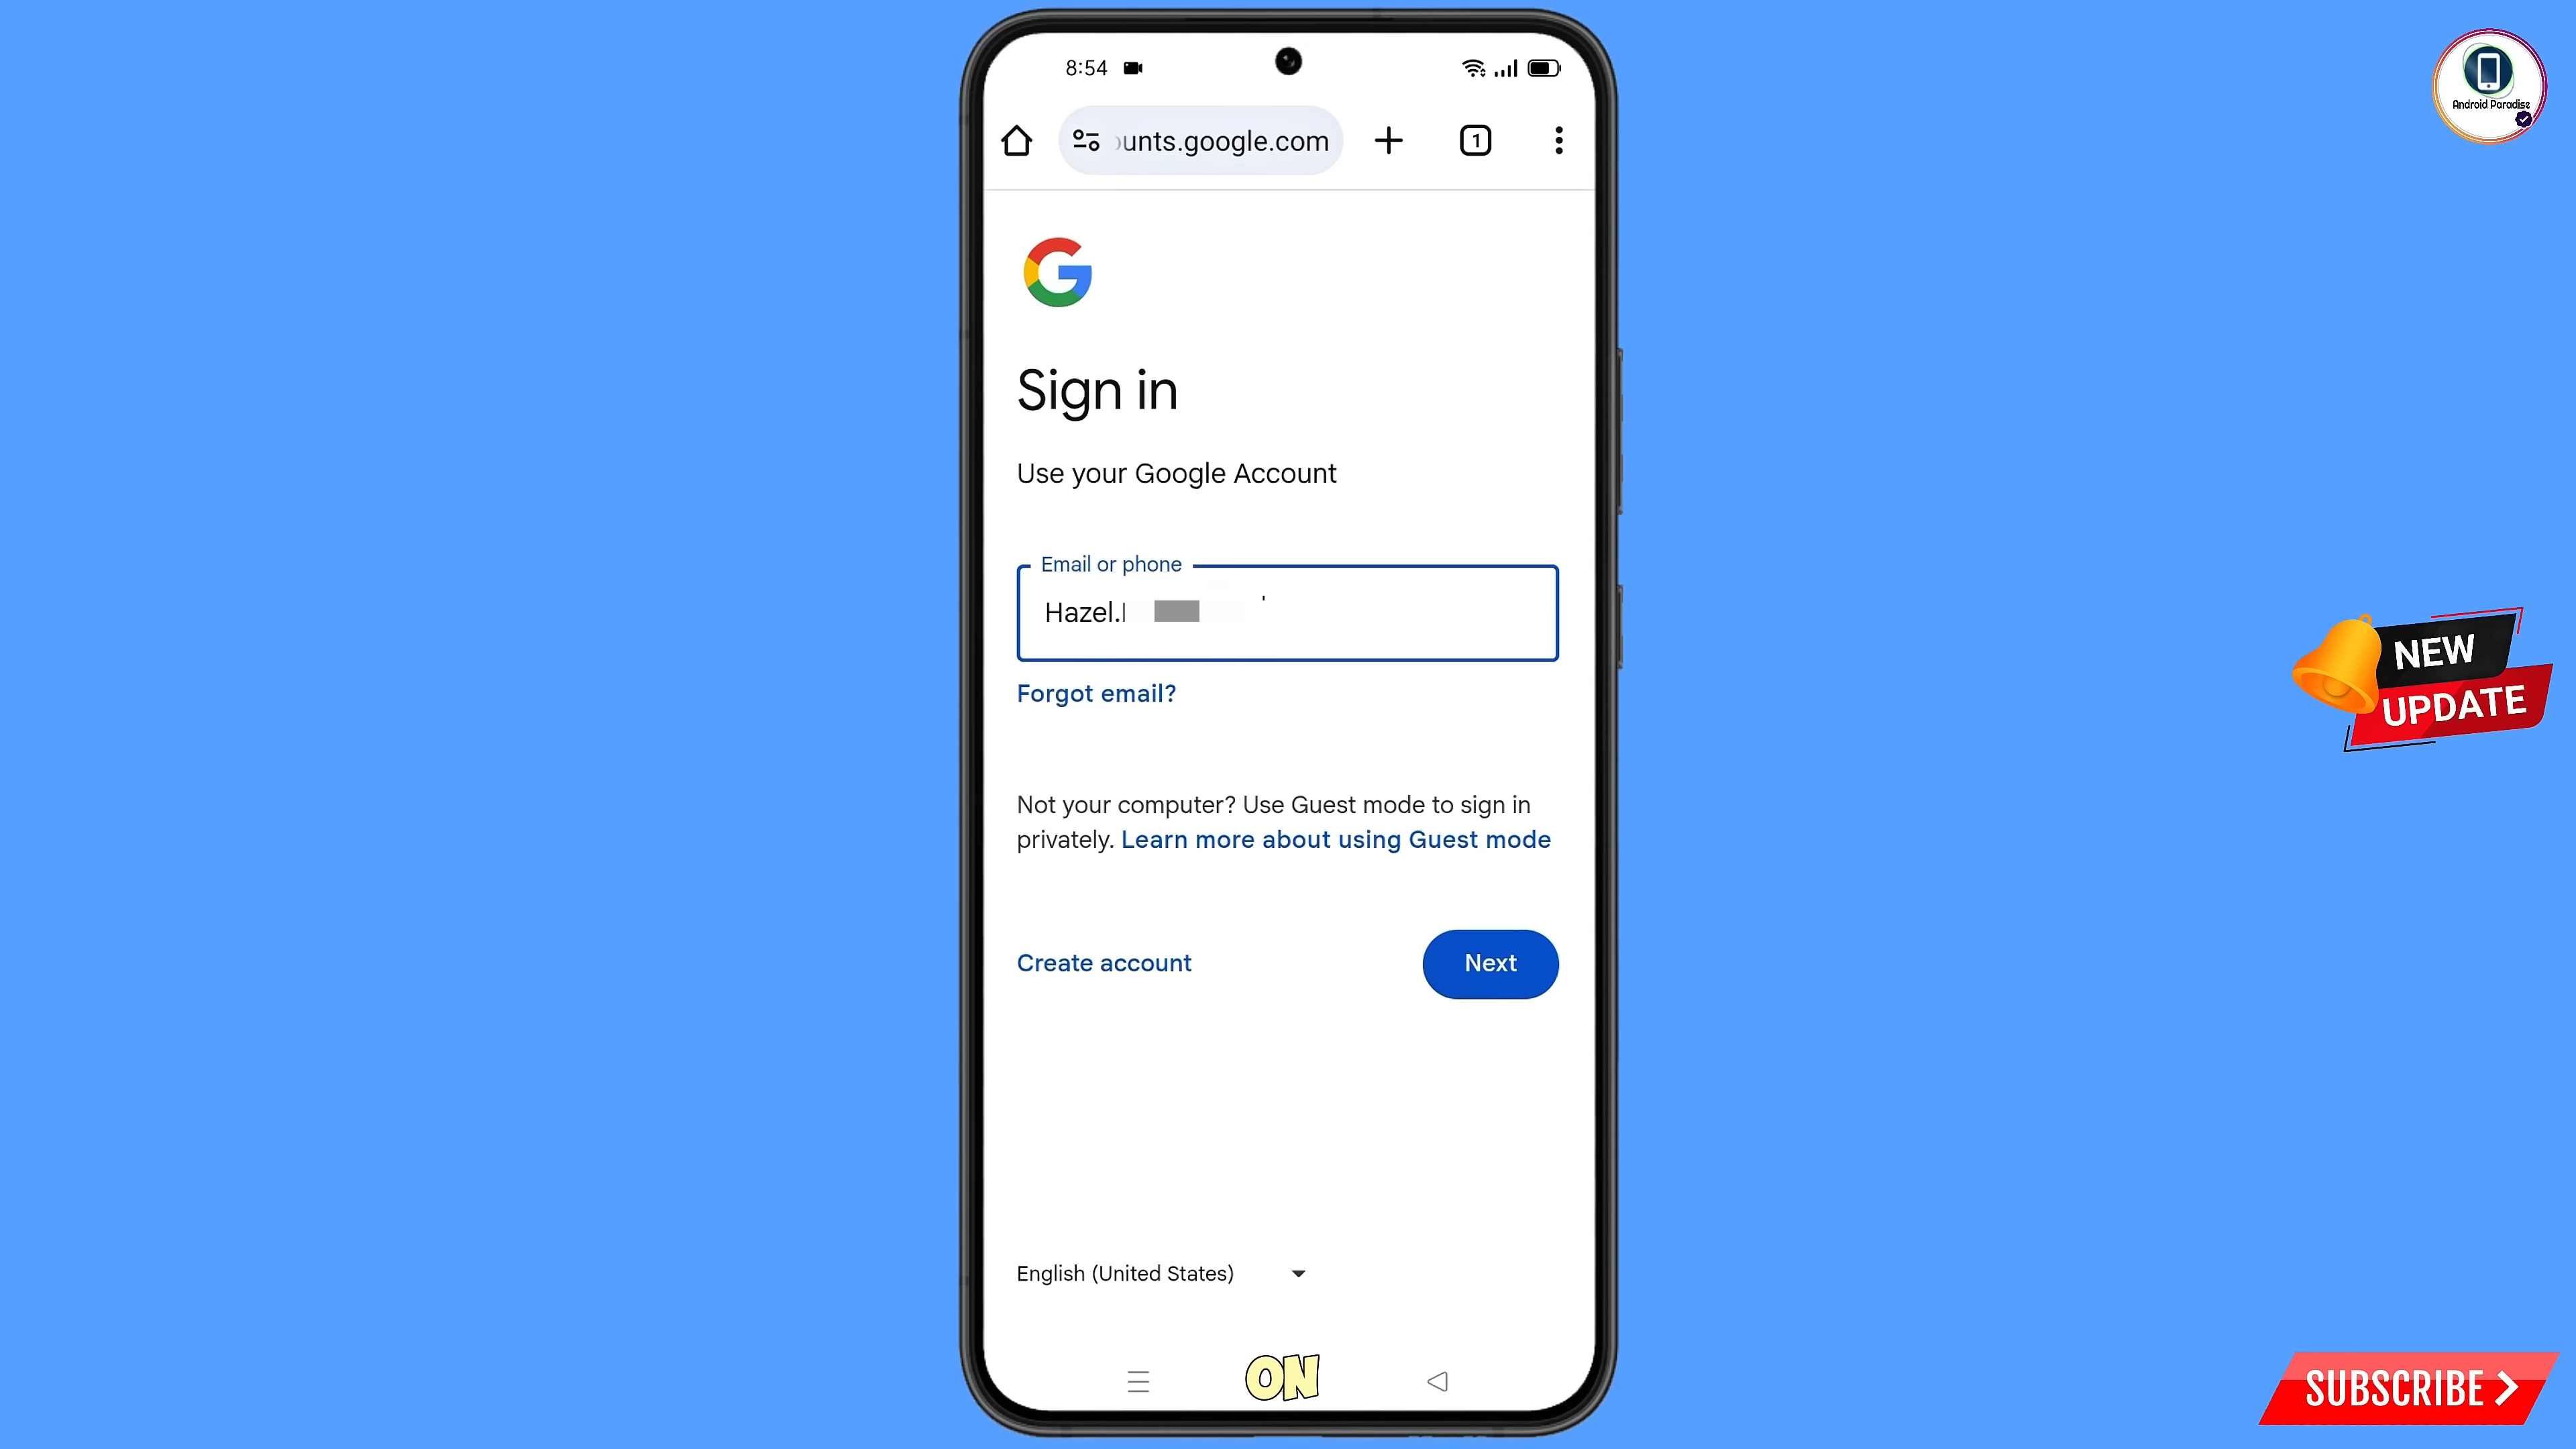 8:54
Android Paradise
unts.google.com
1
Sign in
Use your Google Account
Email or phone
Hazel.
Forgot email?
NEW
UPDATE
Not your computer? Use Guest mode to sign in
privately. Learn more about using Guest mode
Create account
Next
English (United States)
ON
SUBSCRIBE